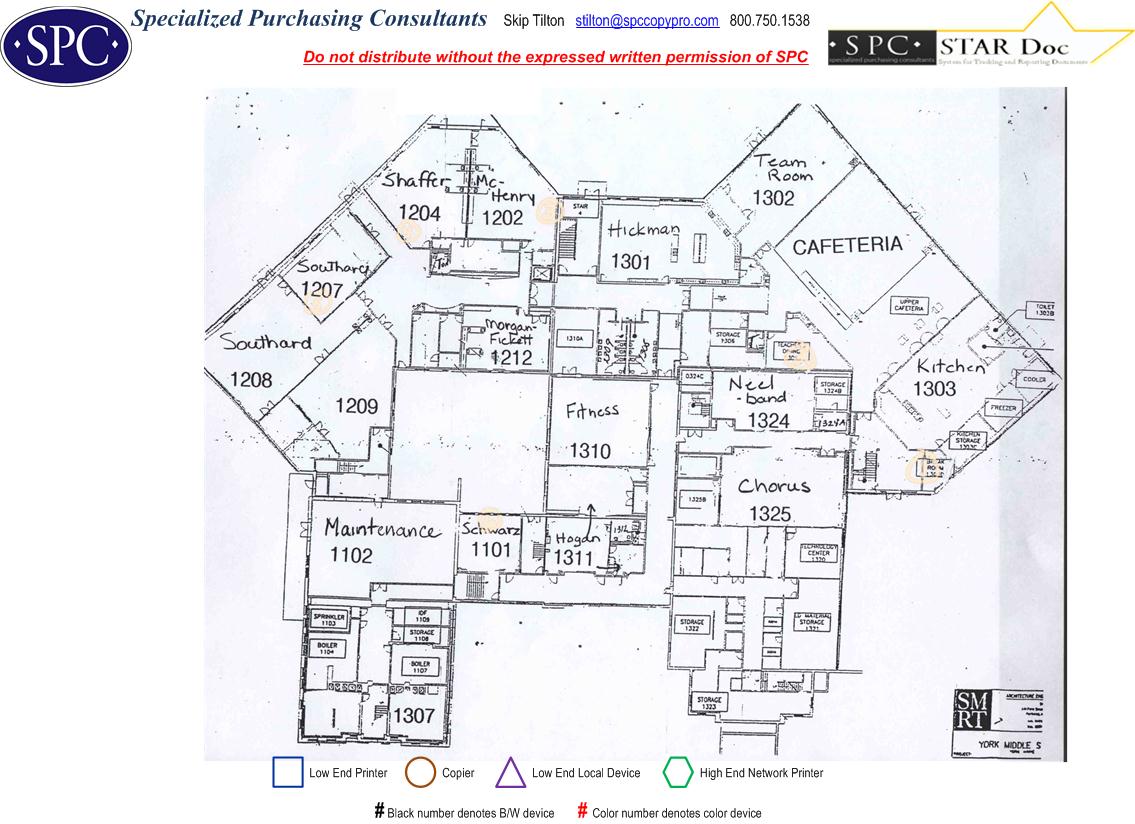 Specialized Purchasing Consultants Skip Tilton stilton@spccopypro.com 800.750.1538
·SPC·
Do not distribute without the expressed written permission of SPC
·SPC· STAR Doc
specialized purchasing consultants System for Tracking and Reporting Documents
Team
Room
1302
Shaffer
1204
Mc-
Henry
1202
STAIR
4
Hickman
1301
CAFETERIA
Southard
1207
UPPER
CAFETERIA
TOILET
1303B
Morgan-
Fickett
1212
1310A
STORAGE
1306
Southard
1208
1209
Kitchen
1303
COOLER
FREEZER
KITCHEN
STORAGE
0324C
Neel
-band
1324
STORAGE
1324B
1324A
Fitness
1310
Chorus
1325
1325B
Maintenance
1102
Schwarz
1101
Hogan
1311
1312
TECHNOLOGY
CENTER
1320
SPRINKLER
1103
IDF
1109
STORAGE
1108
BOILER
1104
BOILER
1107
1307
STORAGE
1322
MATERIAL
STORAGE
1321
STORAGE
1323
SM
RT
ARCHITECTURE
YORK MIDDLE S
PROJECT:
Low End Printer Copier Low End Local Device High End Network Printer
# Black number denotes B/W device # Color number denotes color device